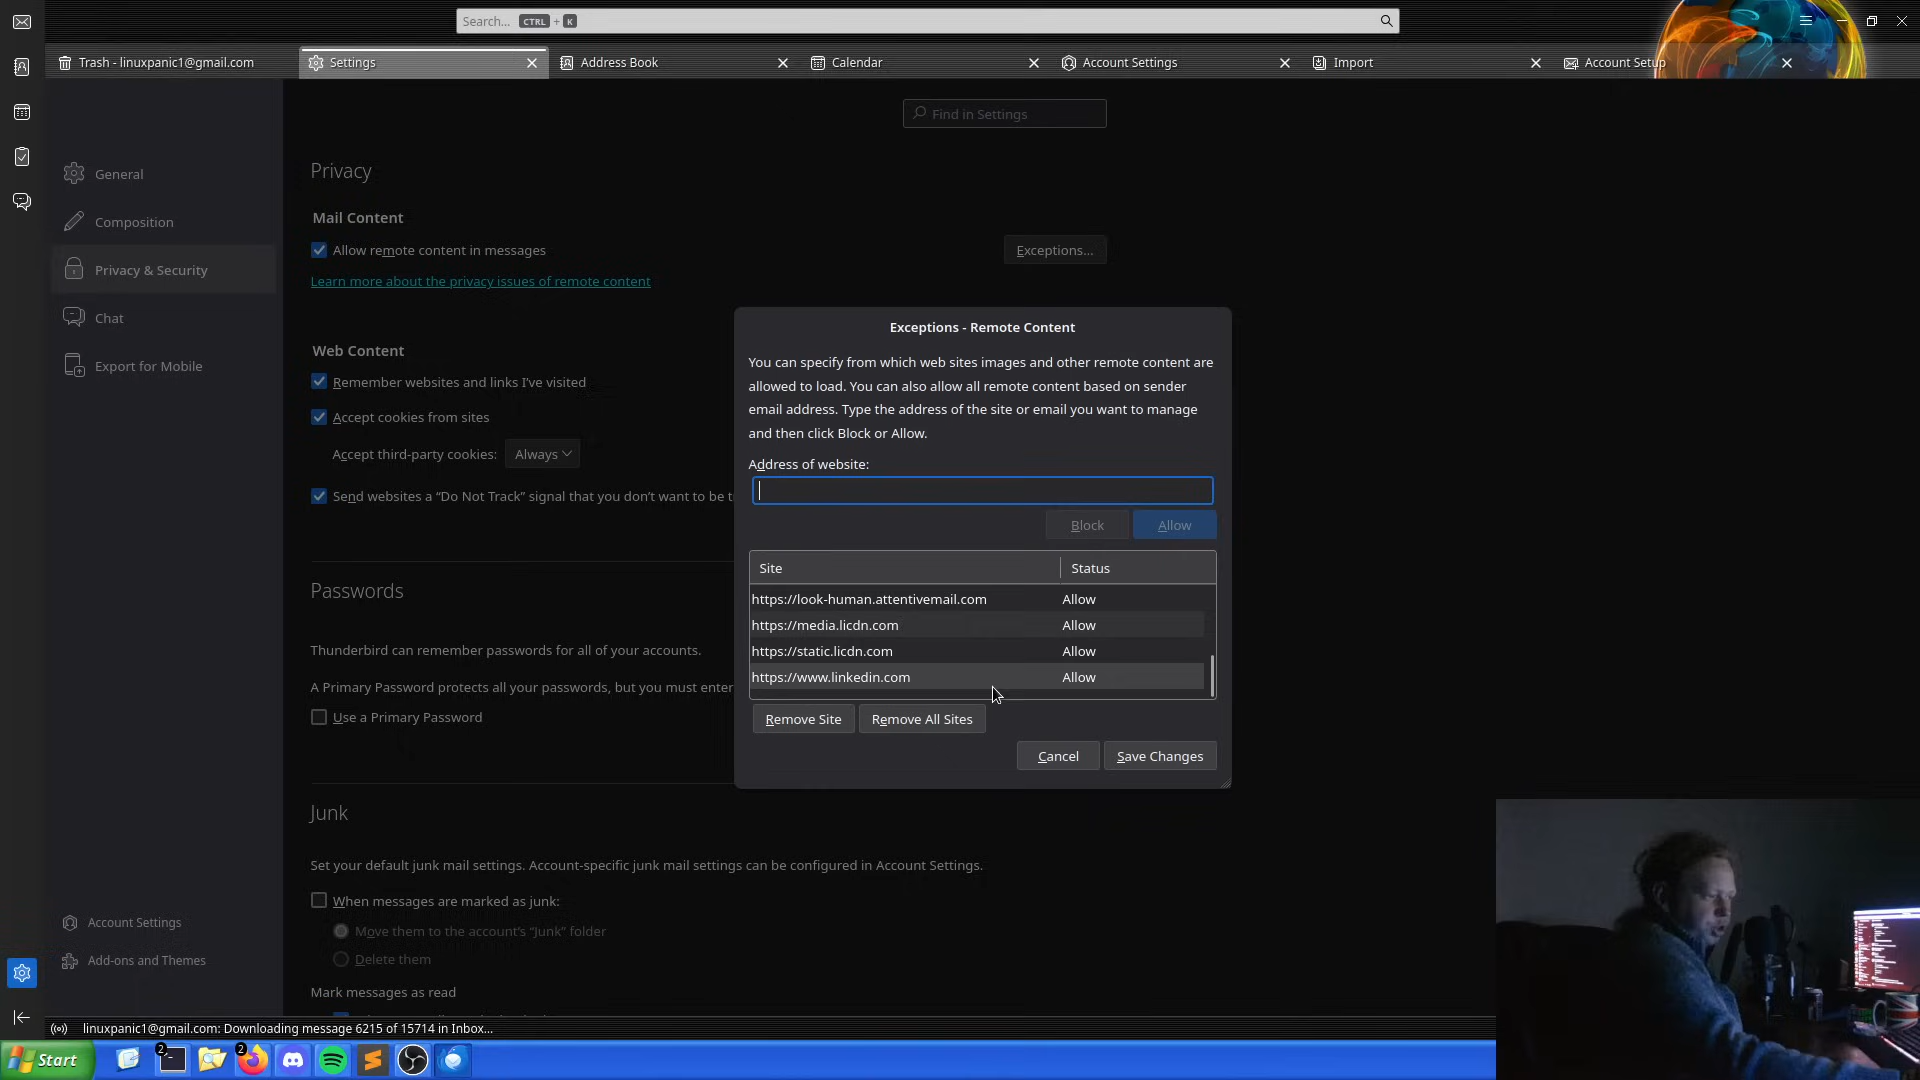 Search... CTRL + K
Trash - linuxpanic1@gmail.com
Settings
Address Book
Calendar
Account Settings
Import
Account Setup
Find in Settings
General
Composition
Privacy & Security
Chat
Export for Mobile
Account Settings
Add-ons and Themes
Privacy
Mail Content
Allow remote content in messages
Exceptions...
Learn more about the privacy issues of remote content
Web Content
Remember websites and links I've visited
Accept cookies from sites
Accept third-party cookies: Always
Send websites a “Do Not Track” signal that you don't want to be
Passwords
Thunderbird can remember passwords for all of your accounts.
A Primary Password protects all your passwords, but you must enter
Use a Primary Password
Junk
Set your default junk mail settings. Account-specific junk mail settings can be configured in Account Settings.
When messages are marked as junk:
Move them to the account's “Junk” folder
Delete them
Mark messages as read
Exceptions - Remote Content
You can specify from which web sites images and other remote content are
allowed to load. You can also allow all remote content based on sender
email address. Type the address of the site or email you want to manage
and then click Block or Allow.
Address of website:
Block
Allow
Site Status
https://look-human.attentivemail.com Allow
https://media.licdn.com Allow
https://static.licdn.com Allow
https://www.linkedin.com Allow
Remove Site
Remove All Sites
Cancel
Save Changes
linuxpanic1@gmail.com: Downloading message 6215 of 15714 in Inbox...
Start
2
2